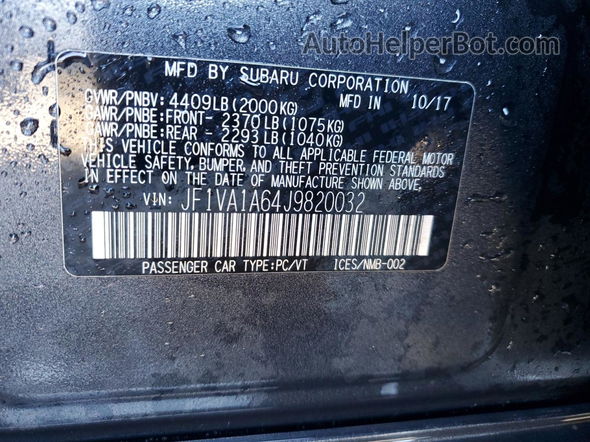 AutoHelperBot.com
MFD BY SUBARU CORPORATION
GVWR/PNBV: 4409LB(2000KG) MFD IN 10/17
GAWR/PNBE:FRONT- 2370LB(1075KG)
GAWR/PNBE:REAR - 2293LB(1040KG)
THIS VEHICLE CONFORMS TO ALL APPLICABLE FEDERAL MOTOR
VEHICLE SAFETY, BUMPER, AND THEFT PREVENTION STANDARDS
IN EFFECT ON THE DATE OF MANUFACTURE SHOWN ABOVE.
VIN: JF1VA1A64J9820032
PASSENGER CAR TYPE:PC/VT ICES/NMB-002